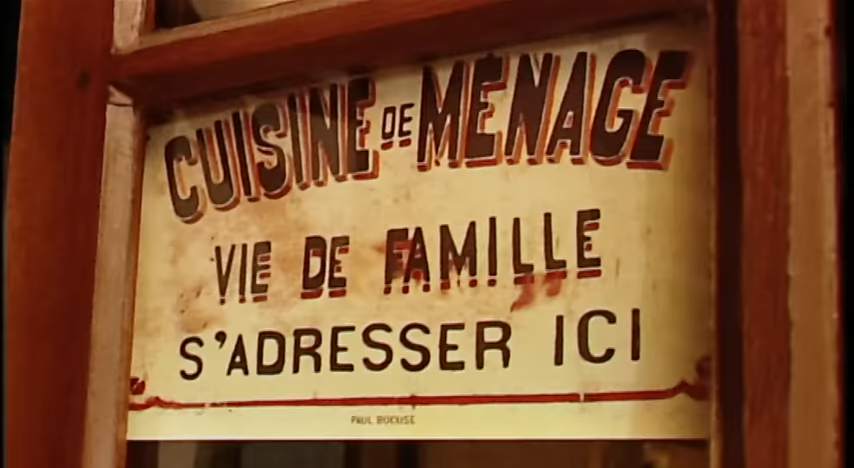 CUISINE DE MÉNAGE
VIE DE FAMILLE
S'ADRESSER ICI
PAUL BOCUSE